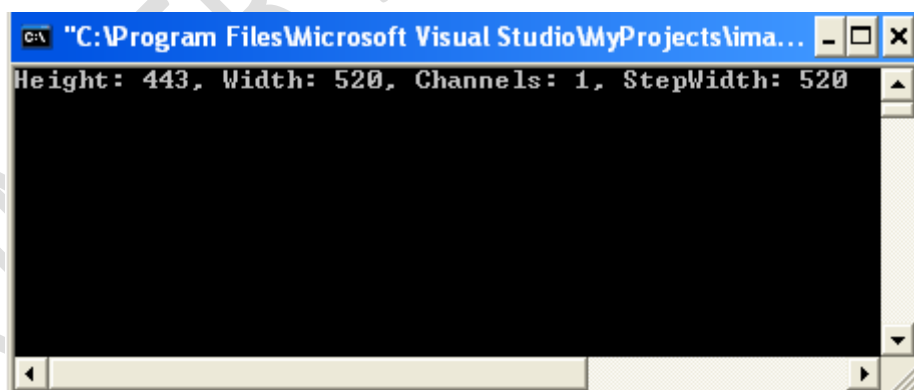 "C:\Program Files\Microsoft Visual Studio\MyProjects\ima...
Height: 443, Width: 520, Channels: 1, StepWidth: 520